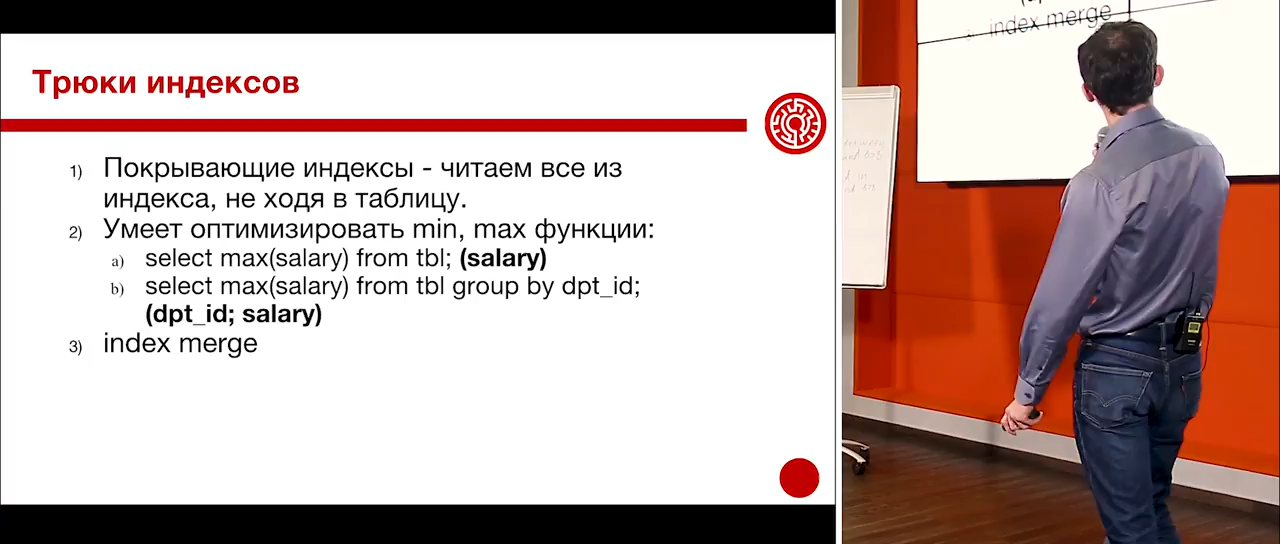 Трюки индексов
1) Покрывающие индексы - читаем все из
индекса, не ходя в таблицу.
2) Умеет оптимизировать min, max функции:
a) select max(salary) from tbl; (salary)
b) select max(salary) from tbl group by dpt_id;
(dpt_id; salary)
3) index merge
index merge